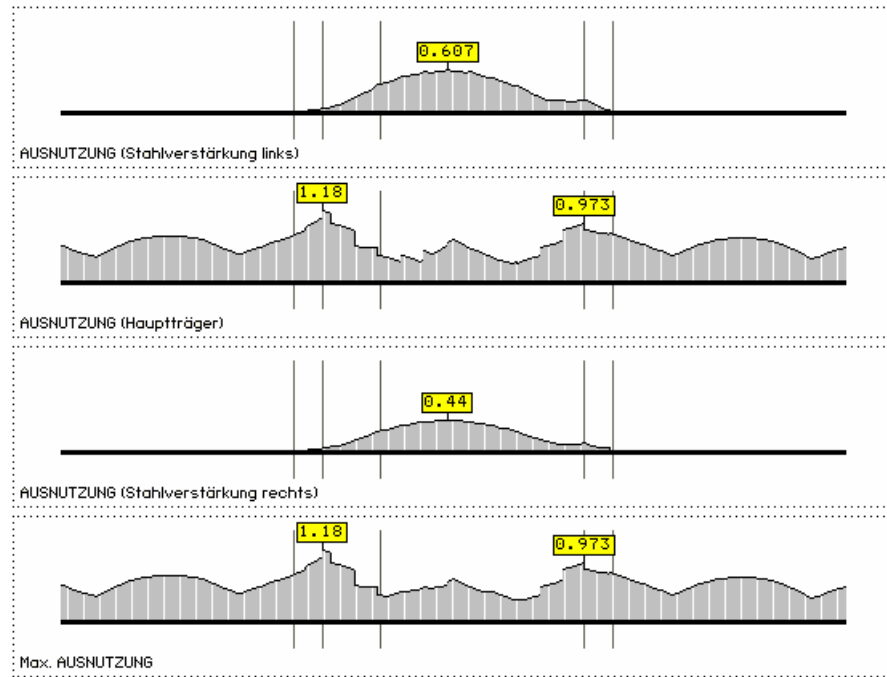 0.607
AUSNUTZUNG (Stahlverstärkung links)
1.18
0.973
AUSNUTZUNG (Hauptträger)
0.44
AUSNUTZUNG (Stahlverstärkung rechts)
1.18
0.973
Max. AUSNUTZUNG